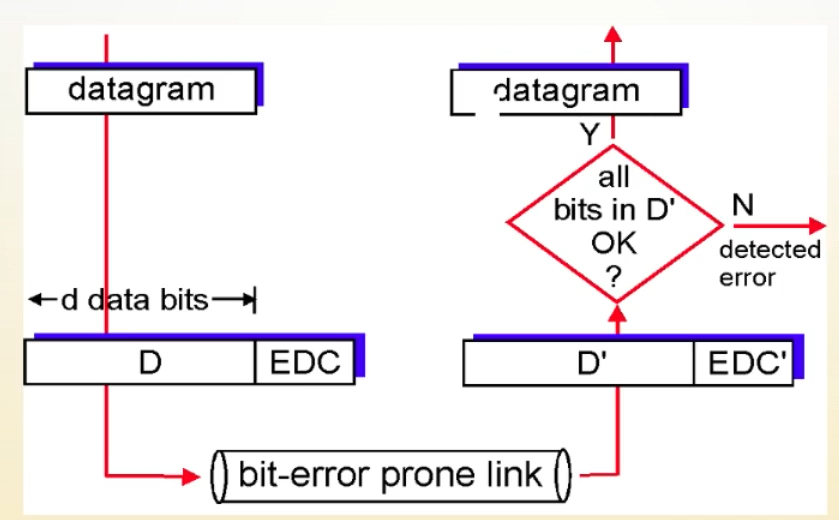 datagram
datagram
Y
all
bits in D'
OK
?
N
detected
error
d data bits
D
EDC
D'
EDC'
bit-error prone link